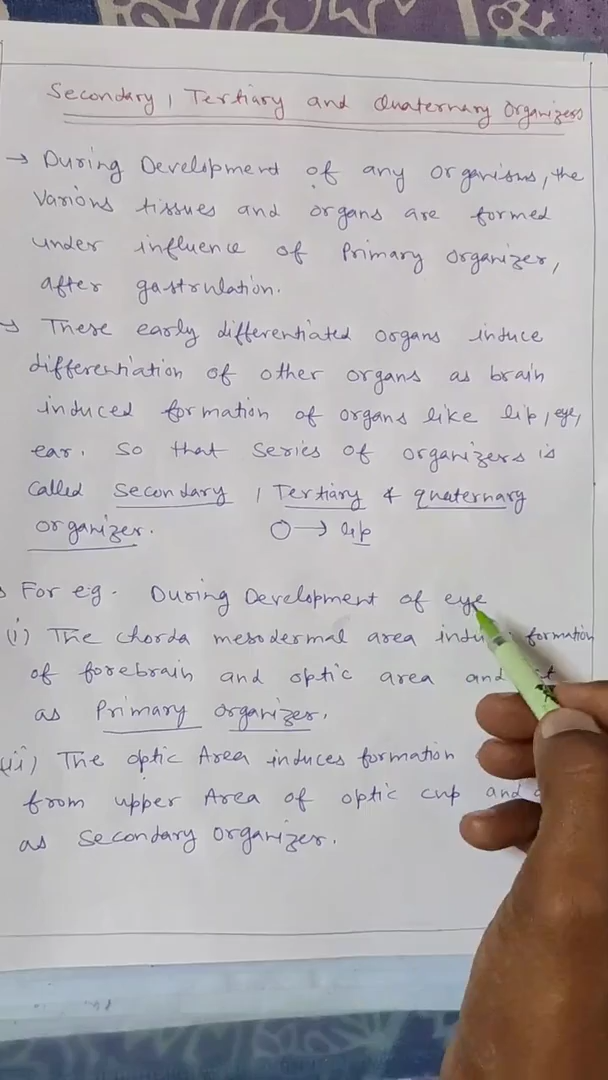 Secondary, Tertiary and Quaternary Organizers
→ During Development of any organisms, the
various tissues and organs are formed
under influence of Primary organizer,
after gastrulation.
→ These early differentiated organs induce
differentiation of other organs as brain
induced formation of organs like lip, eye,
ear. So that series of organizers is
called Secondary, Tertiary & quaternary
organizer. O → lip
For eg. During Development of eye
(i) The chorda mesodermal area formation
of forebrain and optic area and
as Primary organizer.
(ii) The optic Area induces formation
from upper Area of optic cup and
as Secondary organizer.